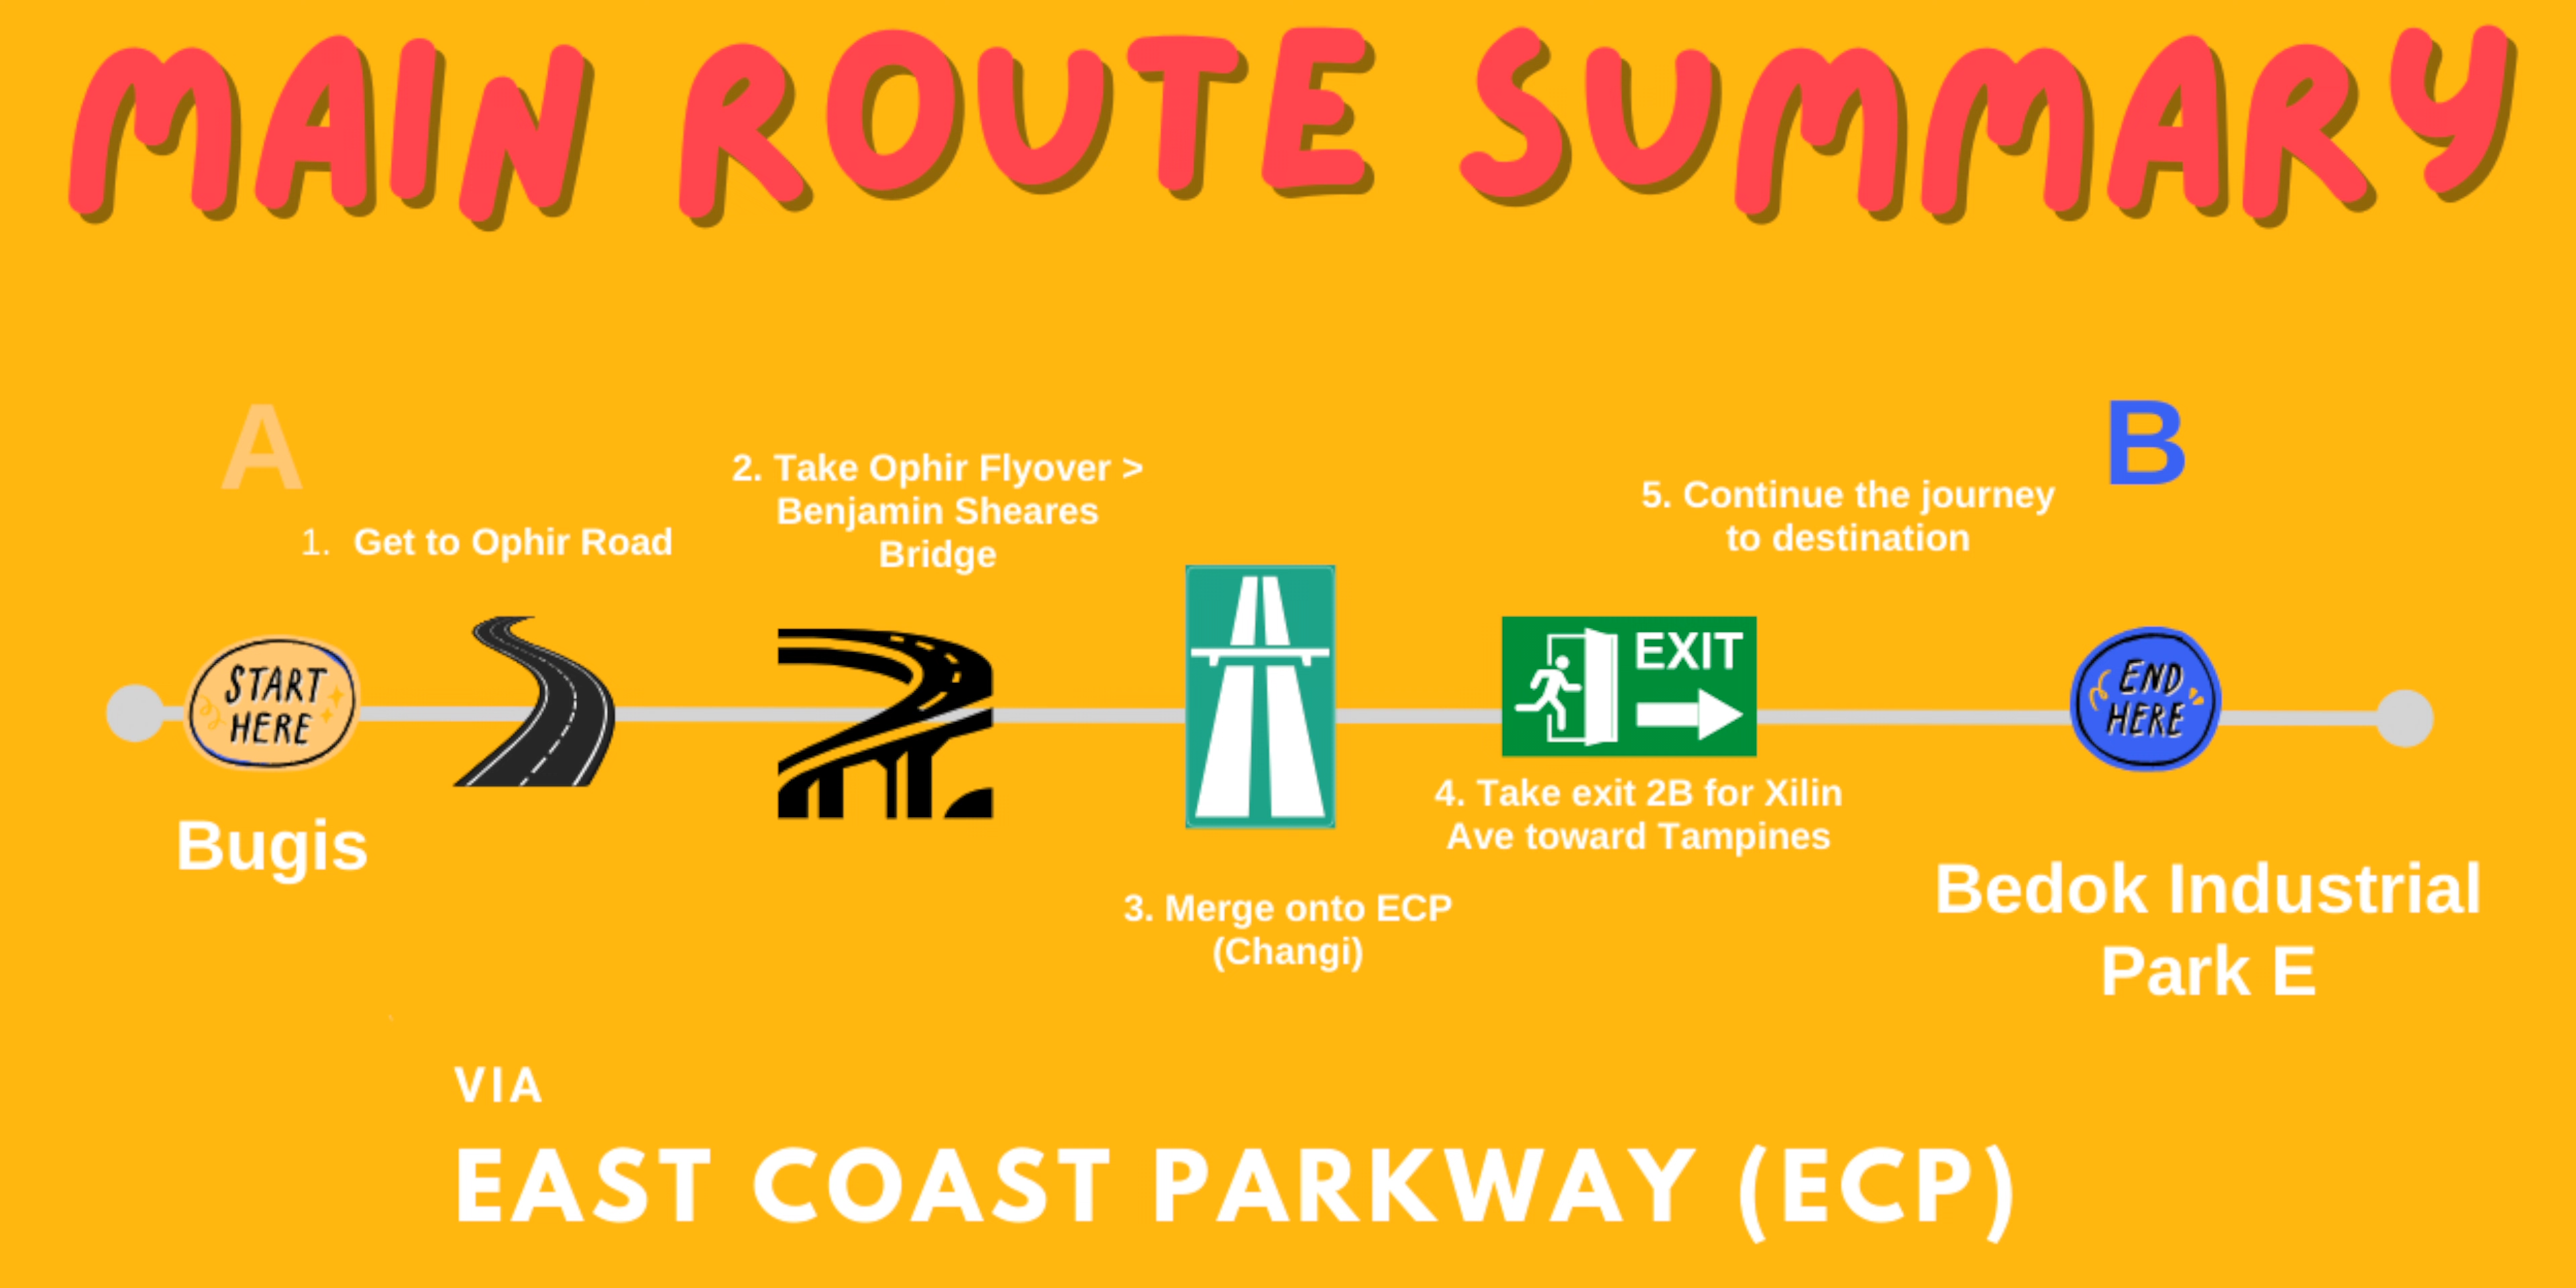 MAIN ROUTE SUMMARY
A
B
1. Get to Ophir Road
2. Take Ophir Flyover >
Benjamin Sheares
Bridge
5. Continue the journey
to destination
START
HERE
EXIT
END
HERE
Bugis
4. Take exit 2B for Xilin
Ave toward Tampines
3. Merge onto ECP
(Changi)
Bedok Industrial
Park E
VIA
EAST COAST PARKWAY (ECP)